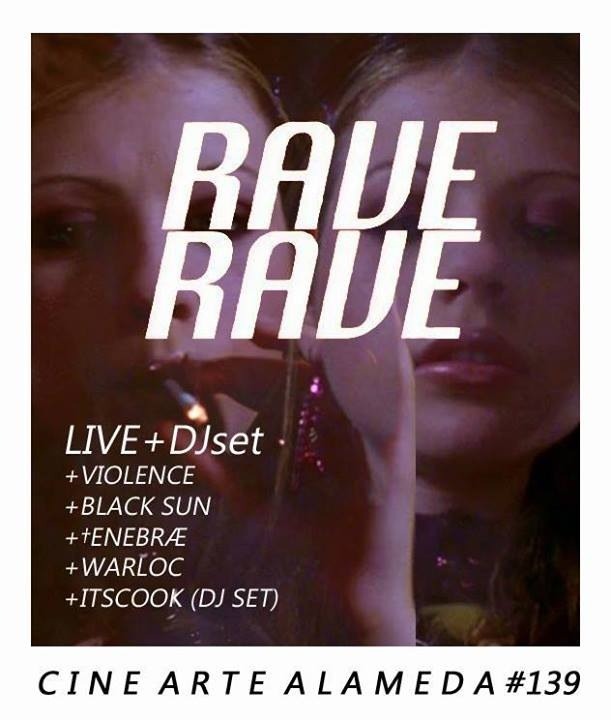 RAVE
RAVE
LIVE+DJset
+VIOLENCE
+BLACK SUN
+†ENEBRÆ
+WARLOC
+ITSCOOK (DJ SET)
CINE ARTE ALAMEDA #139